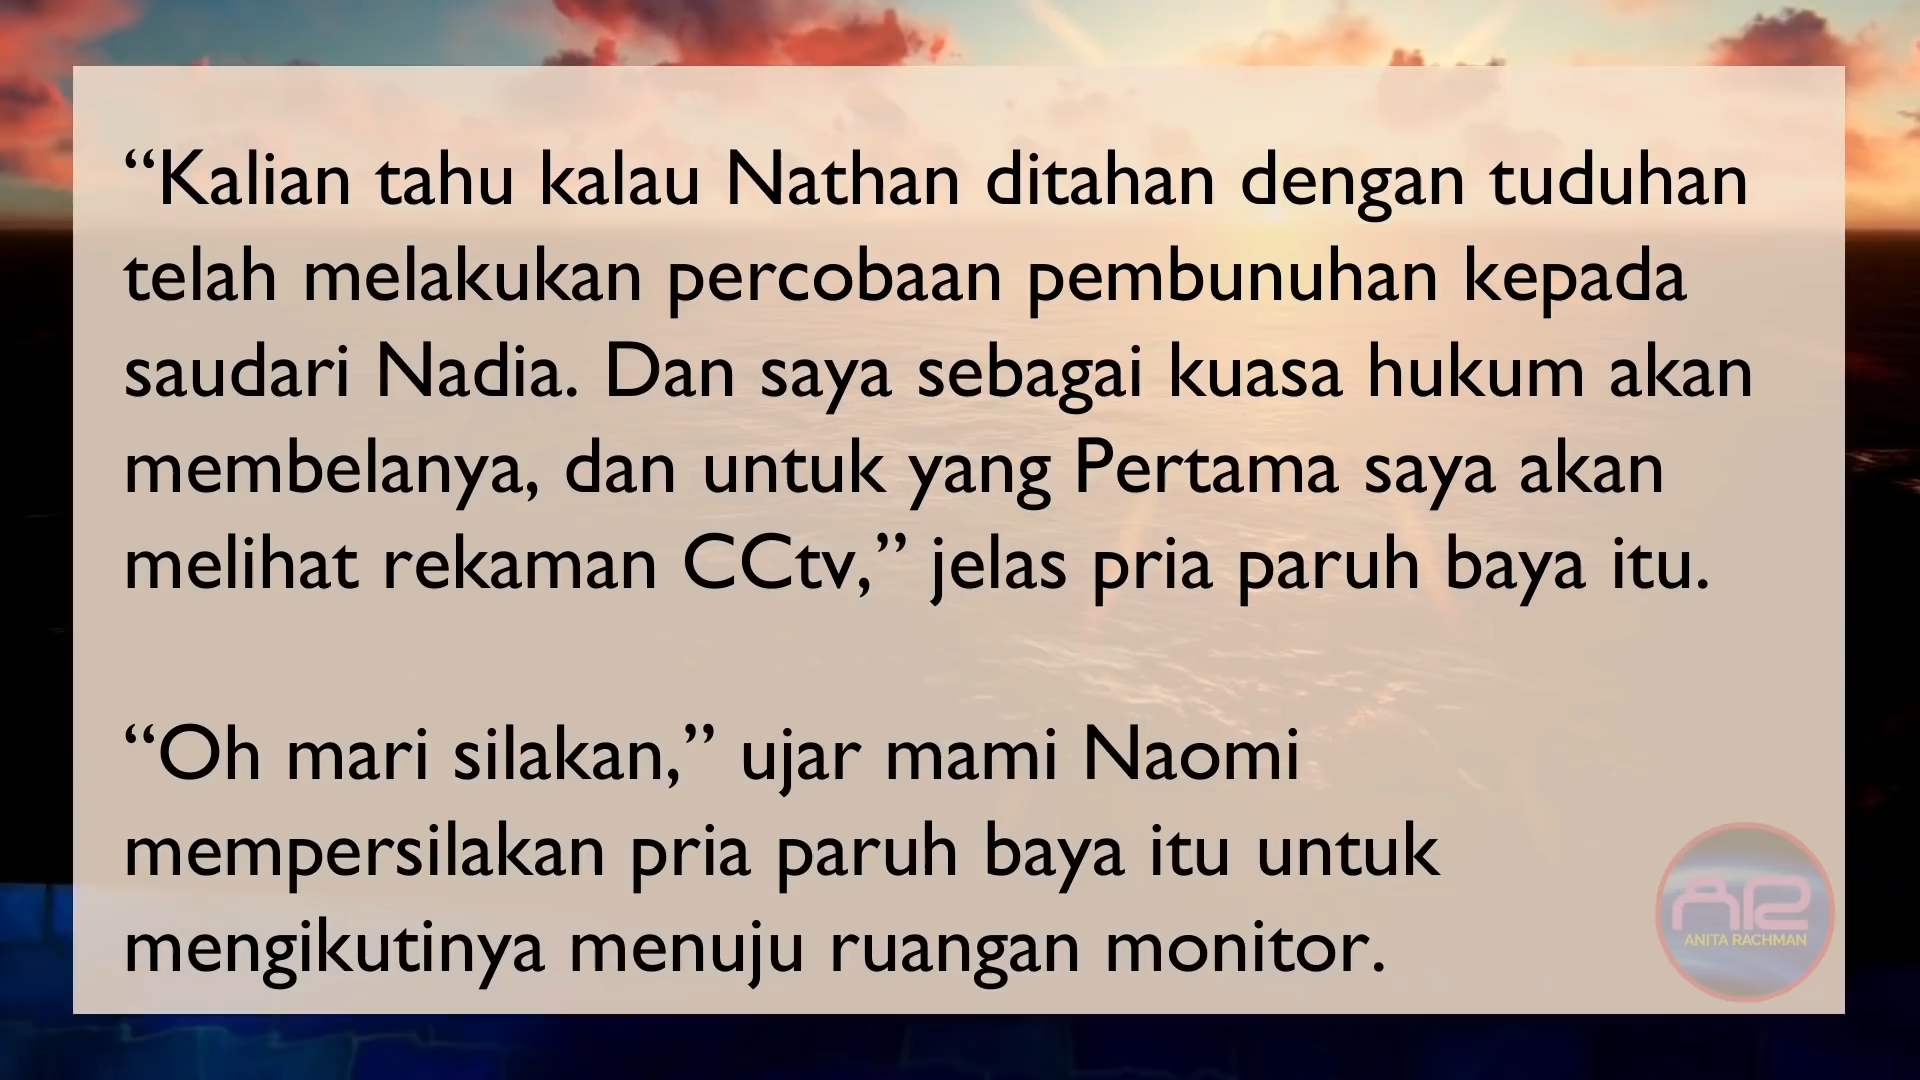 “Kalian tahu kalau Nathan ditahan dengan tuduhan
telah melakukan percobaan pembunuhan kepada
saudari Nadia. Dan saya sebagai kuasa hukum akan
membelanya, dan untuk yang Pertama saya akan
melihat rekaman CCtv,” jelas pria paruh baya itu.
“Oh mari silakan,” ujar mami Naomi
mempersilakan pria paruh baya itu untuk
mengikutinya menuju ruangan monitor.
AR
ANITA RACHMAN